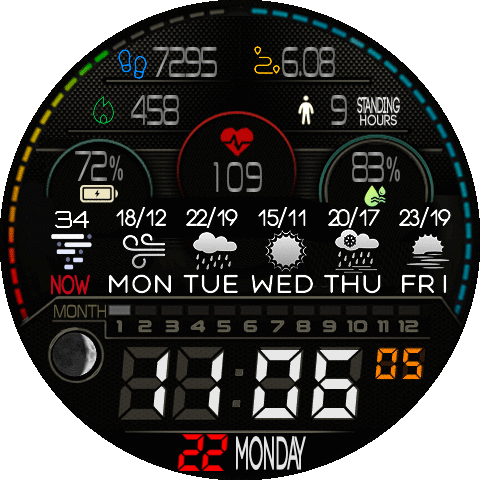 7295 6.08
458 9 STANDING HOURS
72% 109 83%
34 18/12 22/19 15/11 20/17 23/19
NOW MON TUE WED THU FRI
MONTH
1 2 3 4 5 6 7 8 9 10 11 12
11:06 05
22 MONDAY